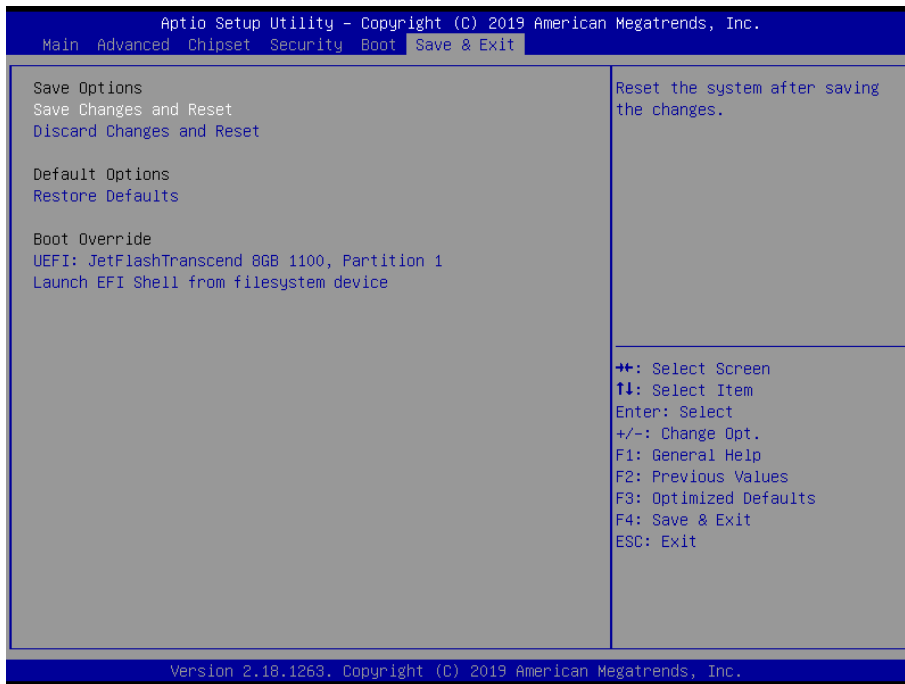 Aptio Setup Utility – Copyright (C) 2019 American Megatrends, Inc.
Main Advanced Chipset Security Boot Save & Exit
Save Options
Save Changes and Reset
Discard Changes and Reset
Default Options
Restore Defaults
Boot Override
UEFI: JetFlashTranscend 8GB 1100, Partition 1
Launch EFI Shell from filesystem device
Reset the system after saving
the changes.
→←: Select Screen
↑↓: Select Item
Enter: Select
+/-: Change Opt.
F1: General Help
F2: Previous Values
F3: Optimized Defaults
F4: Save & Exit
ESC: Exit
Version 2.18.1263. Copyright (C) 2019 American Megatrends, Inc.